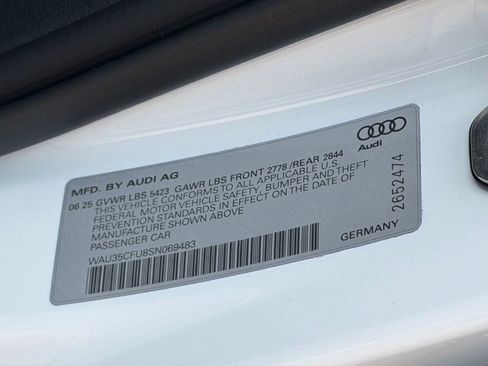 MFD. BY AUDI AG
06 25 GVWR LBS 5423 GAWR LBS FRONT 2778 /REAR 2844
THIS VEHICLE CONFORMS TO ALL APPLICABLE U.S.
FEDERAL MOTOR VEHICLE SAFETY, BUMPER AND THEFT
PREVENTION STANDARDS IN EFFECT ON THE DATE OF
MANUFACTURE SHOWN ABOVE
PASSENGER CAR
WAU35CFU8SN069483
Audi
2652474
GERMANY